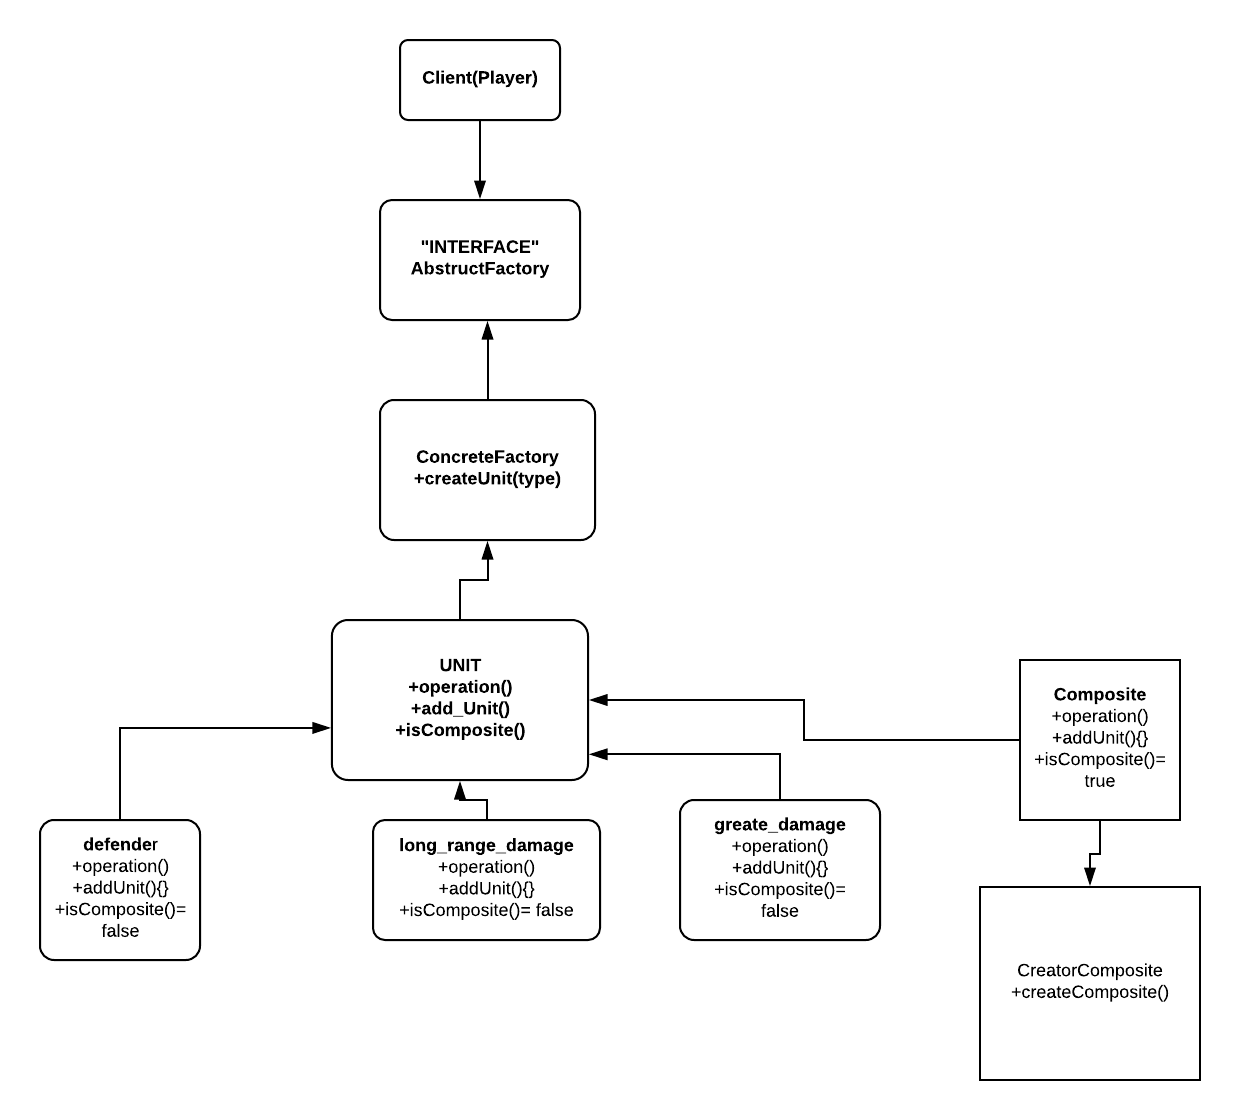 Client(Player)
"INTERFACE"
AbstructFactory
ConcreteFactory
+createUnit(type)
UNIT
+operation()
+add_Unit()
+isComposite()
Composite
+operation()
+addUnit(){}
+isComposite()=
true
defender
+operation()
+addUnit(){}
+isComposite()=
false
long_range_damage
+operation()
+addUnit(){}
+isComposite()= false
greate_damage
+operation()
+addUnit(){}
+isComposite()=
false
CreatorComposite
+createComposite()